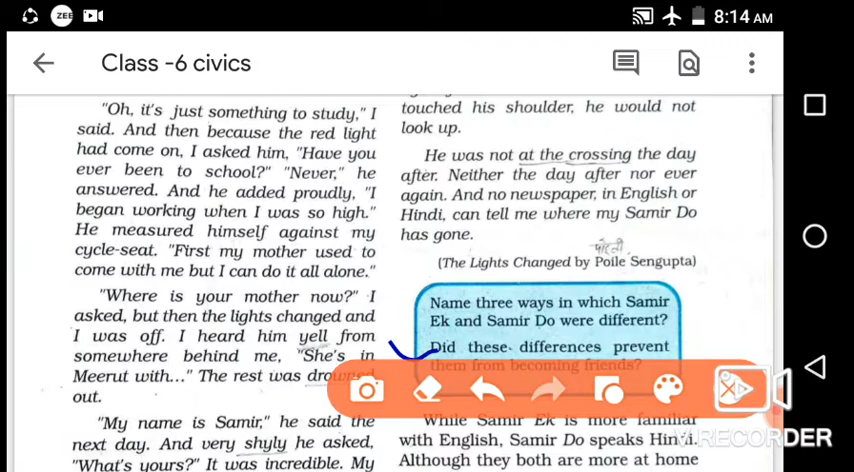 ZEE
8:14 AM
Class -6 civics
"Oh, it's just something to study," I
said. And then because the red light
had come on, I asked him, "Have you
ever been to school?" "Never," he
answered. And he added proudly, "I
began working when I was so high."
He measured himself against my
cycle-seat. "First my mother used to
come with me but I can do it all alone."
"Where is your mother now?" I
asked, but then the lights changed and
I was off. I heard him yell from
somewhere behind me, "She's in
Meerut with..." The rest was drowned
out.
"My name is Samir," he said the
next day. And very shyly he asked,
"What's yours?" It was incredible. My
touched his shoulder, he would not
look up.
He was not at the crossing the day
after. Neither the day after nor ever
again. And no newspaper, in English or
Hindi, can tell me where my Samir Do
has gone.
(The Lights Changed by Poile Sengupta)
Name three ways in which Samir
Ek and Samir Do were different?
Did these differences prevent
them from becoming friends?
While Samir Ek is more familiar
with English, Samir Do speaks Hindi.
Although they both are more at home
RECORDER